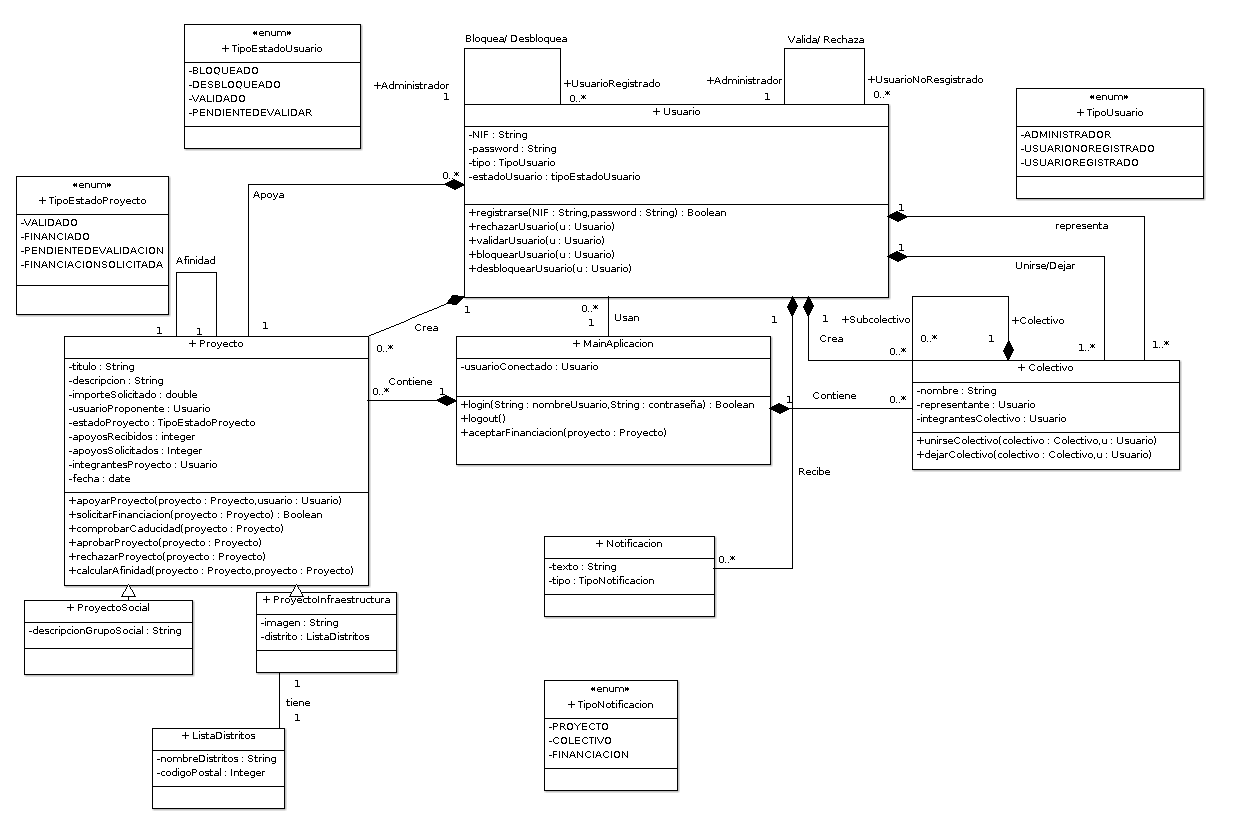 «enum»
+ TipoEstadoUsuario
-BLOQUEADO
-DESBLOQUEADO
-VALIDADO
-PENDIENTEDEVALIDAR
Bloquea/ Desbloquea
+Administrador
1
+UsuarioRegistrado
0..*
Valida/ Rechaza
+Administrador
1
+UsuarioNoResgistrado
0..*
«enum»
+ TipoUsuario
-ADMINISTRADOR
-USUARIONOREGISTRADO
-USUARIOREGISTRADO
+ Usuario
-NIF : String
-password : String
-tipo : TipoUsuario
-estadoUsuario : tipoEstadoUsuario
+registrarse(NIF : String,password : String) : Boolean
+rechazarUsuario(u : Usuario)
+validarUsuario(u : Usuario)
+bloquearUsuario(u : Usuario)
+desbloquearUsuario(u : Usuario)
«enum»
+ TipoEstadoProyecto
-VALIDADO
-FINANCIADO
-PENDIENTEDEVALIDACION
-FINANCIACIONSOLICITADA
0..*
Apoya
1
Afinidad
1
1
1
representa
1..*
1
Unirse/Dejar
1..*
1
Crea
0..*
0..*
Usan
1
1
1
Crea
0..*
+Subcolectivo
0..*
+Colectivo
1
+ Proyecto
-titulo : String
-descripcion : String
-importeSolicitado : double
-usuarioProponente : Usuario
-estadoProyecto : TipoEstadoProyecto
-apoyosRecibidos : integer
-apoyosSolicitados : Integer
-integrantesProyecto : Usuario
-fecha : date
+apoyarProyecto(proyecto : Proyecto,usuario : Usuario)
+solicitarFinanciacion(proyecto : Proyecto) : Boolean
+comprobarCaducidad(proyecto : Proyecto)
+aprobarProyecto(proyecto : Proyecto)
+rechazarProyecto(proyecto : Proyecto)
+calcularAfinidad(proyecto : Proyecto,proyecto : Proyecto)
Contiene
0..*
1
+ MainAplicacion
-usuarioConectado : Usuario
+login(String : nombreUsuario,String : contraseña) : Boolean
+logout()
+aceptarFinanciacion(proyecto : Proyecto)
1
Contiene
0..*
+ Colectivo
-nombre : String
-representante : Usuario
-integrantesColectivo : Usuario
+unirseColectivo(colectivo : Colectivo,u : Usuario)
+dejarColectivo(colectivo : Colectivo,u : Usuario)
Recibe
0..*
+ Notificacion
-texto : String
-tipo : TipoNotificacion
+ ProyectoSocial
-descripcionGrupoSocial : String
+ ProyectoInfraestructura
-imagen : String
-distrito : ListaDistritos
1
tiene
1
+ ListaDistritos
-nombreDistritos : String
-codigoPostal : Integer
«enum»
+ TipoNotificacion
-PROYECTO
-COLECTIVO
-FINANCIACION